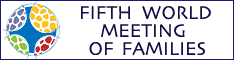 FIFTH WORLD
MEETING
OF FAMILIES